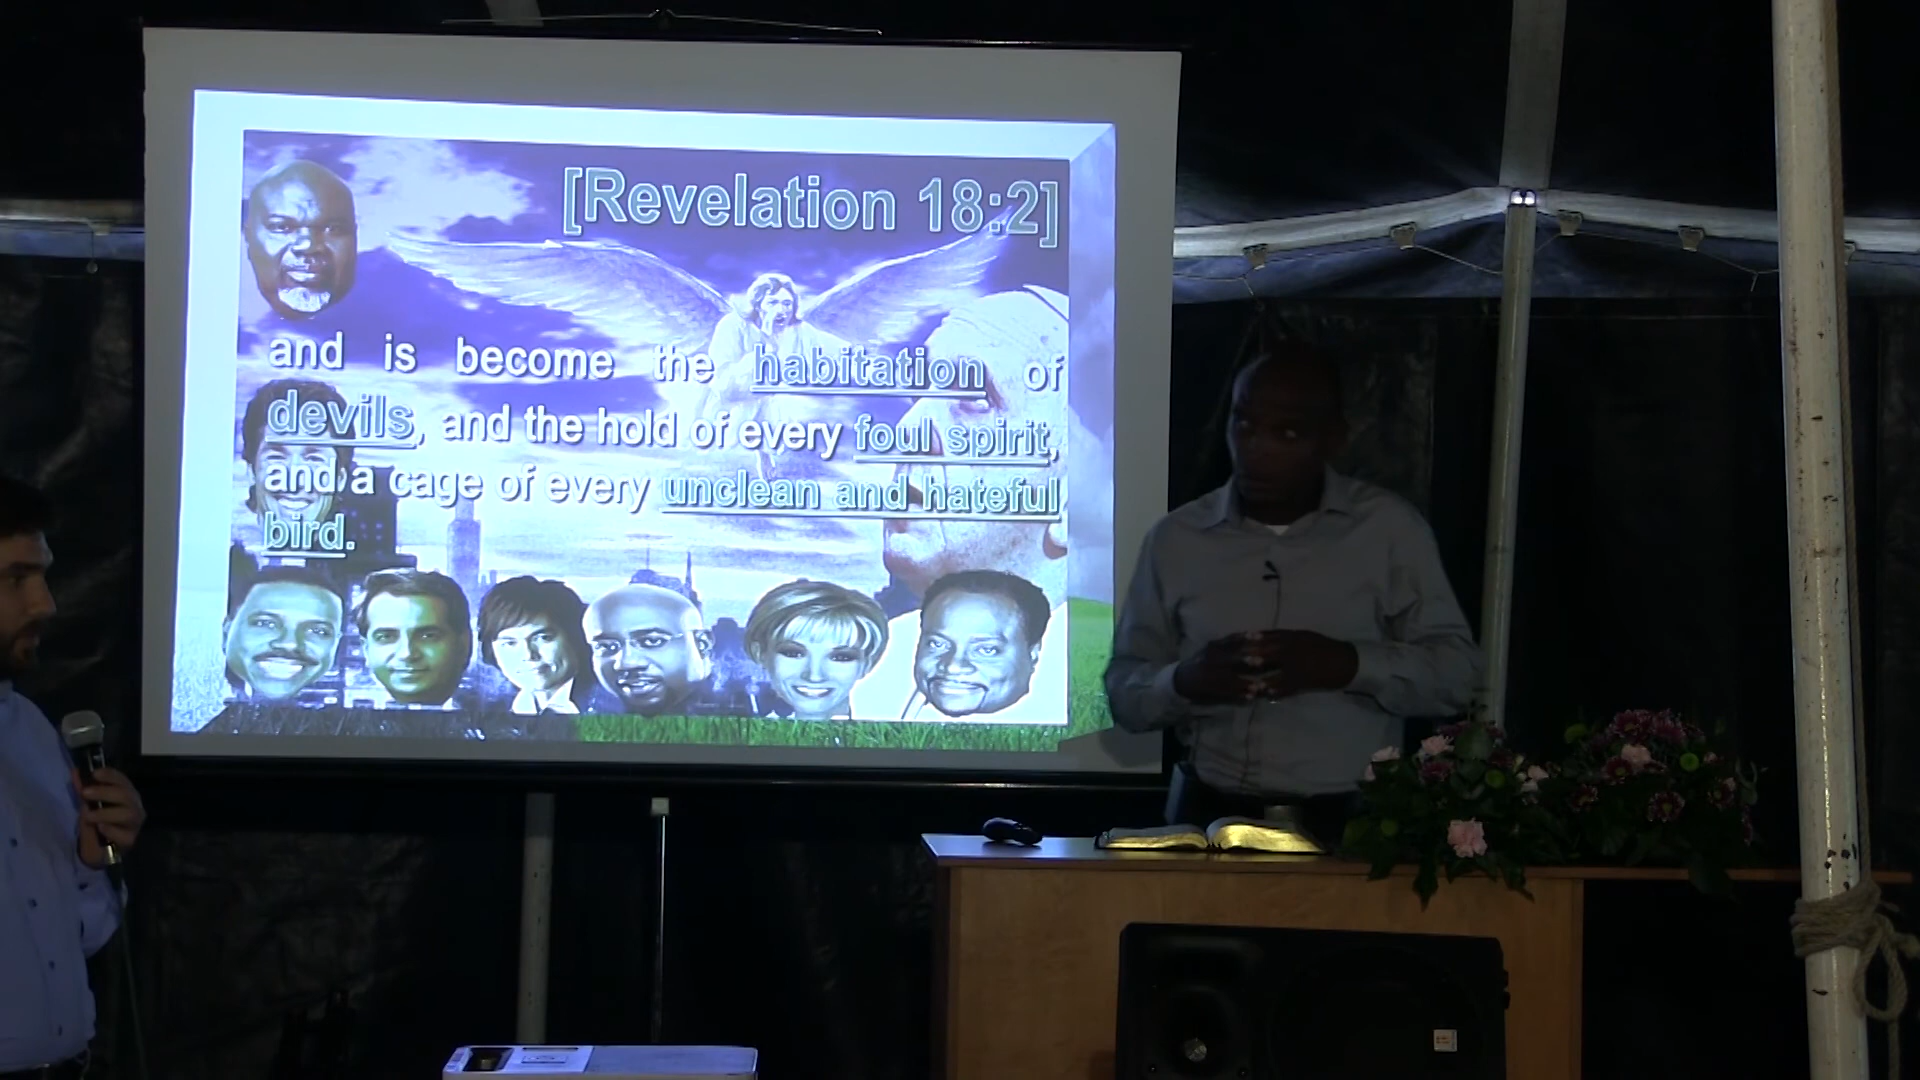 [Revelation 18:2]
and is become the habitation of
devils, and the hold of every foul spirit,
and a cage of every unclean and hateful
bird.